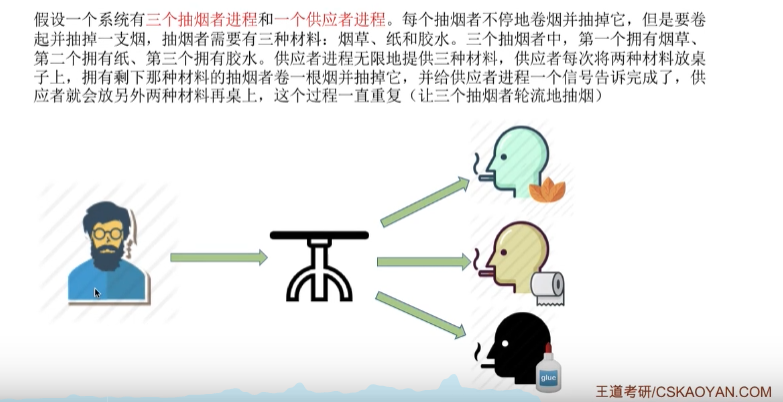 假设一个系统有三个抽烟者进程和一个供应者进程。每个抽烟者不停地卷烟并抽掉它，但是要卷
起并抽掉一支烟，抽烟者需要有三种材料：烟草、纸和胶水。三个抽烟者中，第一个拥有烟草、
第二个拥有纸、第三个拥有胶水。供应者进程无限地提供三种材料，供应者每次将两种材料放桌
子上，拥有剩下那种材料的抽烟者卷一根烟并抽掉它，并给供应者进程一个信号告诉完成了，供
应者就会放另外两种材料再桌上，这个过程一直重复（让三个抽烟者轮流地抽烟）
glue
王道考研/CSKAOYAN.COM